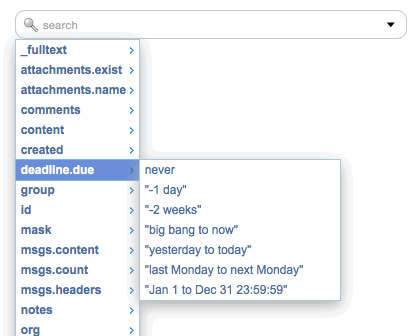 search
_fulltext
attachments.exist
attachments.name
comments
content
created
deadline.due
never
group
"-1 day"
id
"-2 weeks"
mask
"big bang to now"
msgs.content
"yesterday to today"
msgs.count
"last Monday to next Monday"
msgs.headers
"Jan 1 to Dec 31 23:59:59"
notes
org